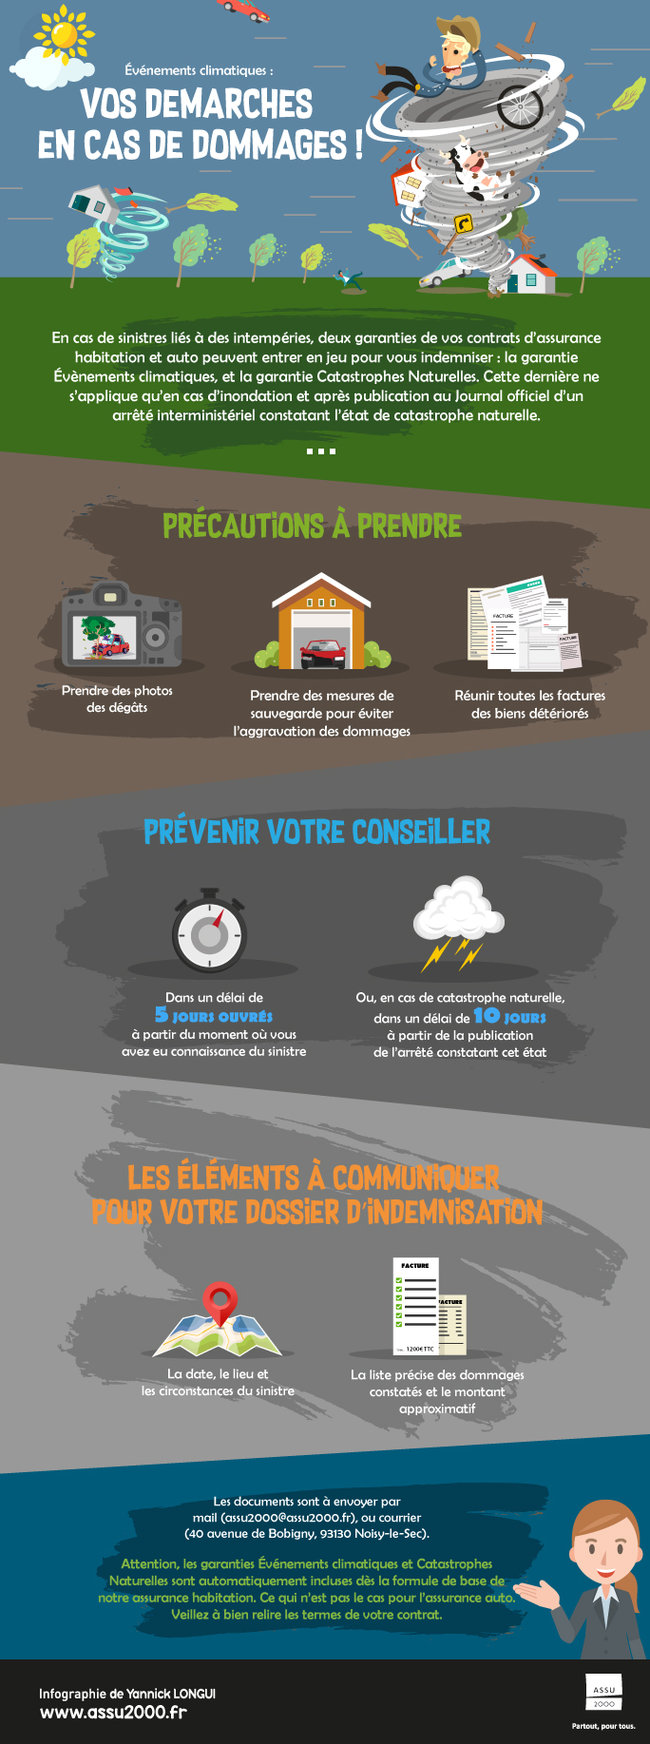 Événements climatiques :
VOS DEMARCHES
EN CAS DE DOMMAGES !
En cas de sinistres liés à des intempéries, deux garanties de vos contrats d'assurance
habitation et auto peuvent entrer en jeu pour vous indemniser : la garantie
Évènements climatiques, et la garantie Catastrophes Naturelles. Cette dernière ne
s'applique qu'en cas d'inondation et après publication au Journal officiel d'un
arrêté interministériel constatant l'état de catastrophe naturelle.
PRÉCAUTIONS À PRENDRE
FACTURE
FACTURE
Prendre des photos
des dégâts
Prendre des mesures de
sauvegarde pour éviter
l'aggravation des dommages
Réunir toutes les factures
des biens détériorés
PRÉVENIR VOTRE CONSEILLER
Dans un délai de
5 JOURS OUVRÉS
à partir du moment où vous
avez eu connaissance du sinistre
Ou, en cas de catastrophe naturelle,
dans un délai de 10 JOURS
à partir de la publication
de l'arrêté constatant cet état
LES ÉLÉMENTS À COMMUNIQUER
POUR VOTRE DOSSIER D'INDEMNISATION
FACTURE
FACTURE
1200€TTC
La date, le lieu et
les circonstances du sinistre
La liste précise des dommages
constatés et le montant
approximatif
Les documents sont à envoyer par
mail (assu2000@assu2000.fr), ou courrier
(40 avenue de Bobigny, 93130 Noisy-le-Sec).
Attention, les garanties Événements climatiques et Catastrophes
Naturelles sont automatiquement incluses dès la formule de base de
notre assurance habitation. Ce qui n'est pas le cas pour l'assurance auto.
Veillez à bien relire les termes de votre contrat.
Infographie de Yannick LONGUI
www.assu2000.fr
ASSU
2000
Partout, pour tous.